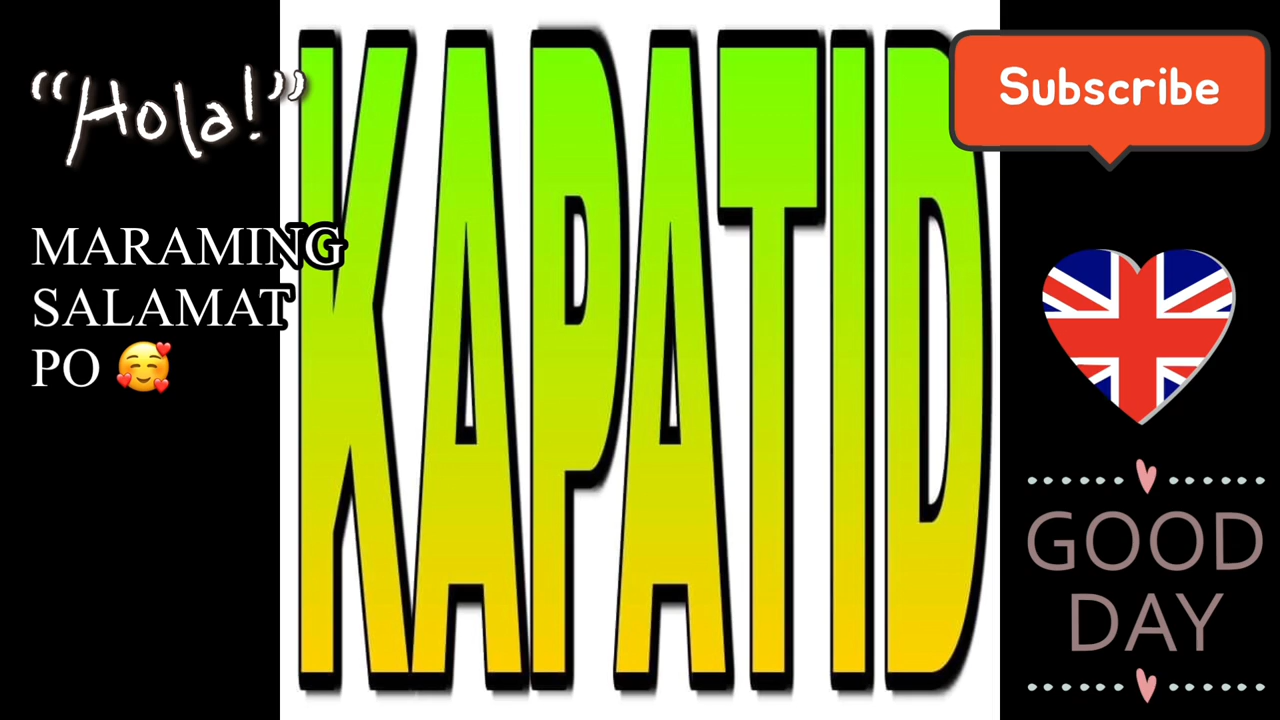 “Hola!”
MARAMING
SALAMAT
PO 🥰
KAPATID
Subscribe
GOOD
DAY